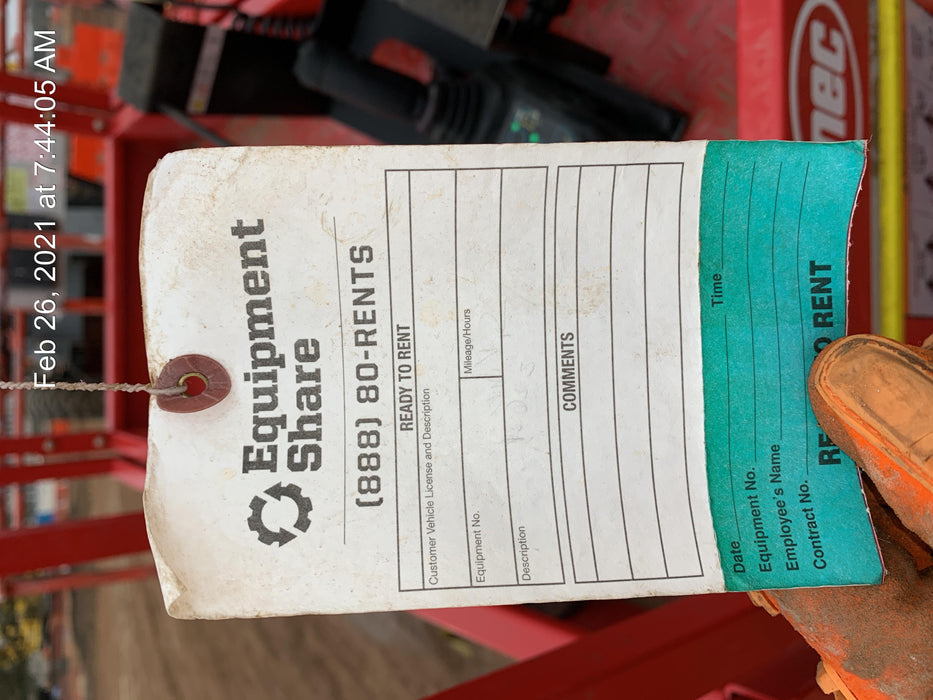 Feb 26, 2021 at 7:44:05 AM
Equipment
Share
(888) 80-RENTS
READY TO RENT
Customer Vehicle License and Description
Equipment No.
Mileage/Hours
Description
COMMENTS
Date
Time
Equipment No.
Employee's Name
Contract No.
RENT
mec